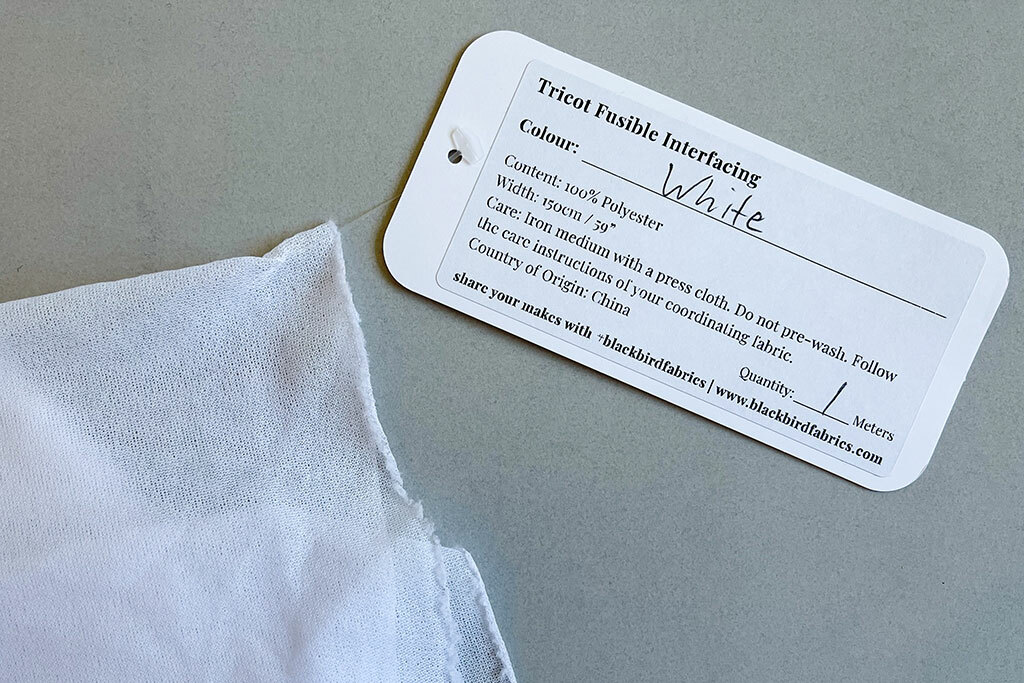 Tricot Fusible Interfacing
Colour: White
Content: 100% Polyester
Width: 150cm / 59”
Care: Iron medium with a press cloth. Do not pre-wash. Follow
the care instructions of your coordinating fabric.
Country of Origin: China
Quantity: 1 Meters
share your makes with #blackbirdfabrics | www.blackbirdfabrics.com